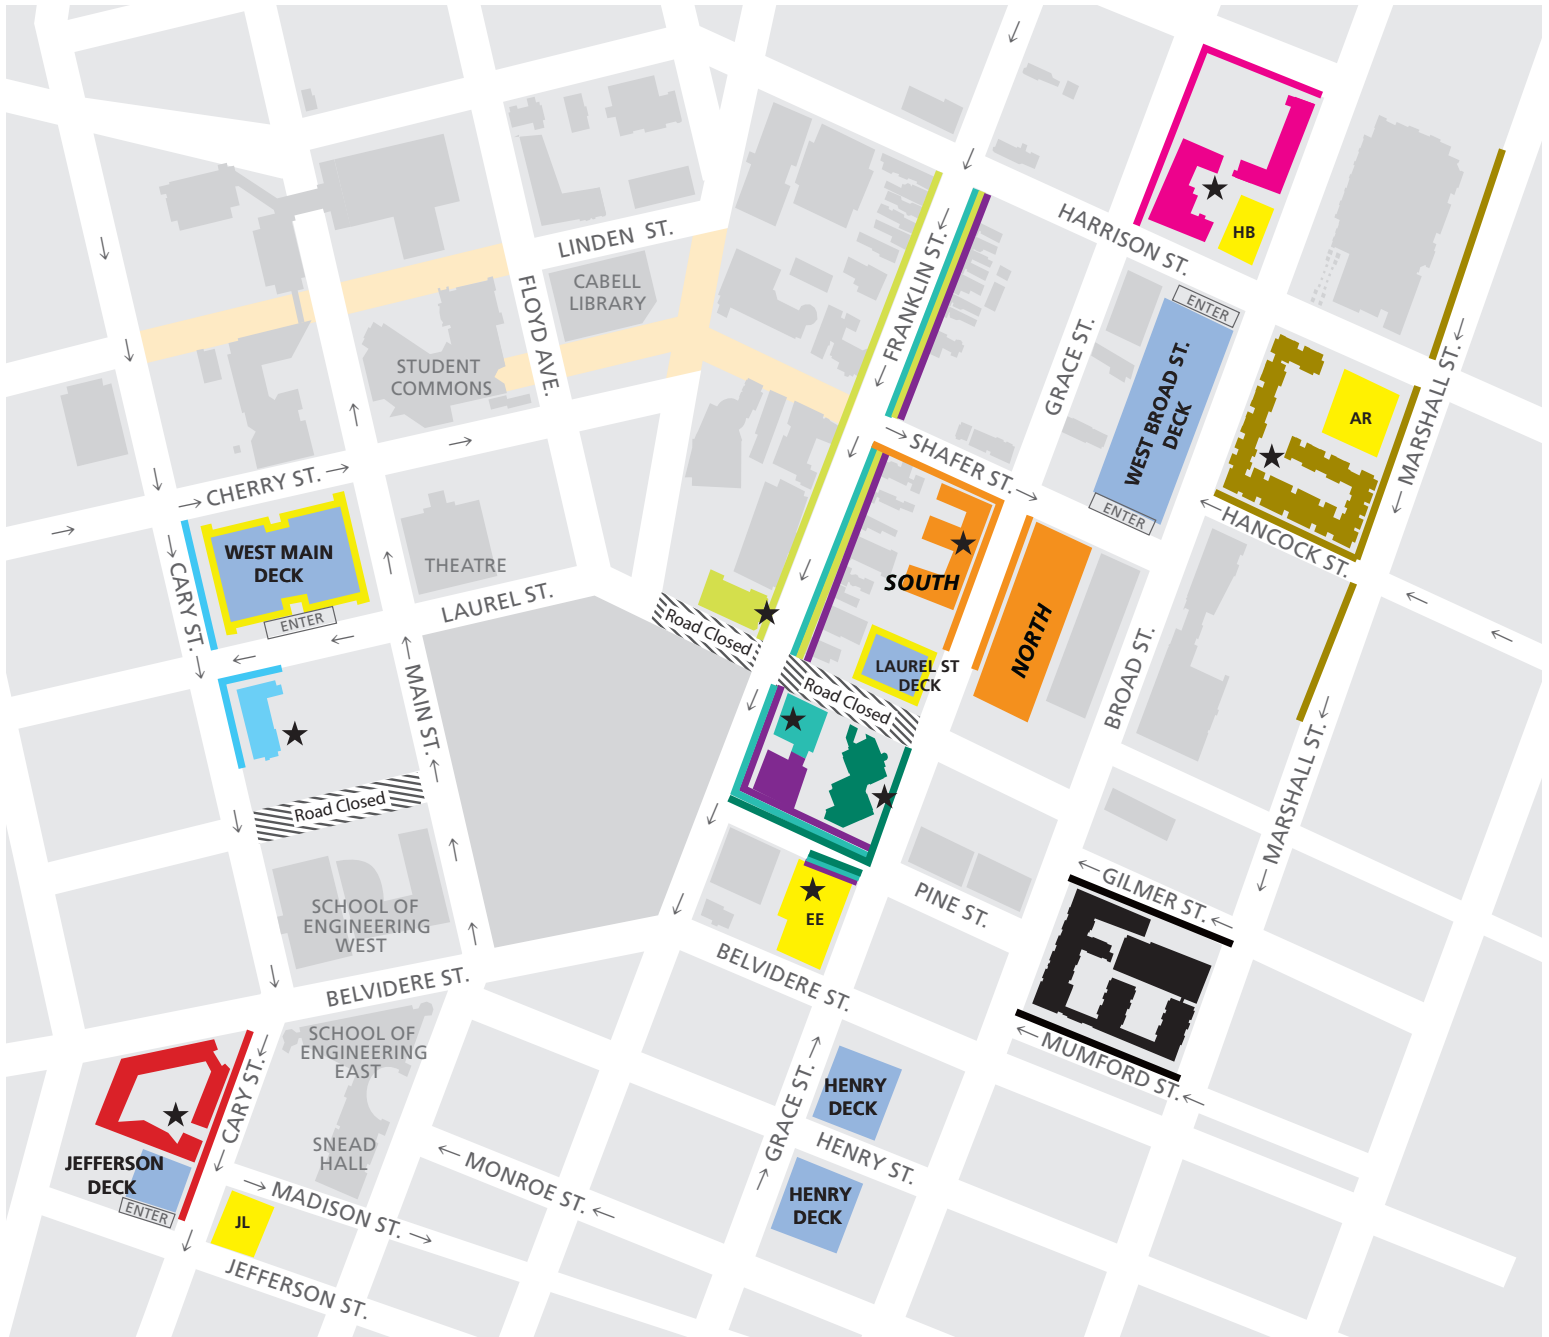 HARRISON ST.
HB
LINDEN ST.
CABELL
LIBRARY
FLOYD AVE.
FRANKLIN ST.
GRACE ST.
ENTER
WEST BROAD ST.
DECK
ENTER
STUDENT
COMMONS
AR
MARSHALL ST.
SHAFER ST.
HANCOCK ST.
CHERRY ST.
WEST MAIN
DECK
ENTER
THEATRE
LAUREL ST.
CARY ST.
SOUTH
NORTH
Road Closed
LAUREL ST
DECK
Road Closed
BROAD ST.
MAIN ST.
MARSHALL ST.
Road Closed
GILMER ST.
PINE ST.
EE
SCHOOL OF
ENGINEERING
WEST
BELVIDERE ST.
BELVIDERE ST.
SCHOOL OF
ENGINEERING
EAST
MUMFORD ST.
CARY ST.
HENRY
DECK
GRACE ST.
HENRY ST.
SNEAD
HALL
JEFFERSON
DECK
ENTER
MONROE ST.
MADISON ST.
HENRY
DECK
JL
JEFFERSON ST.